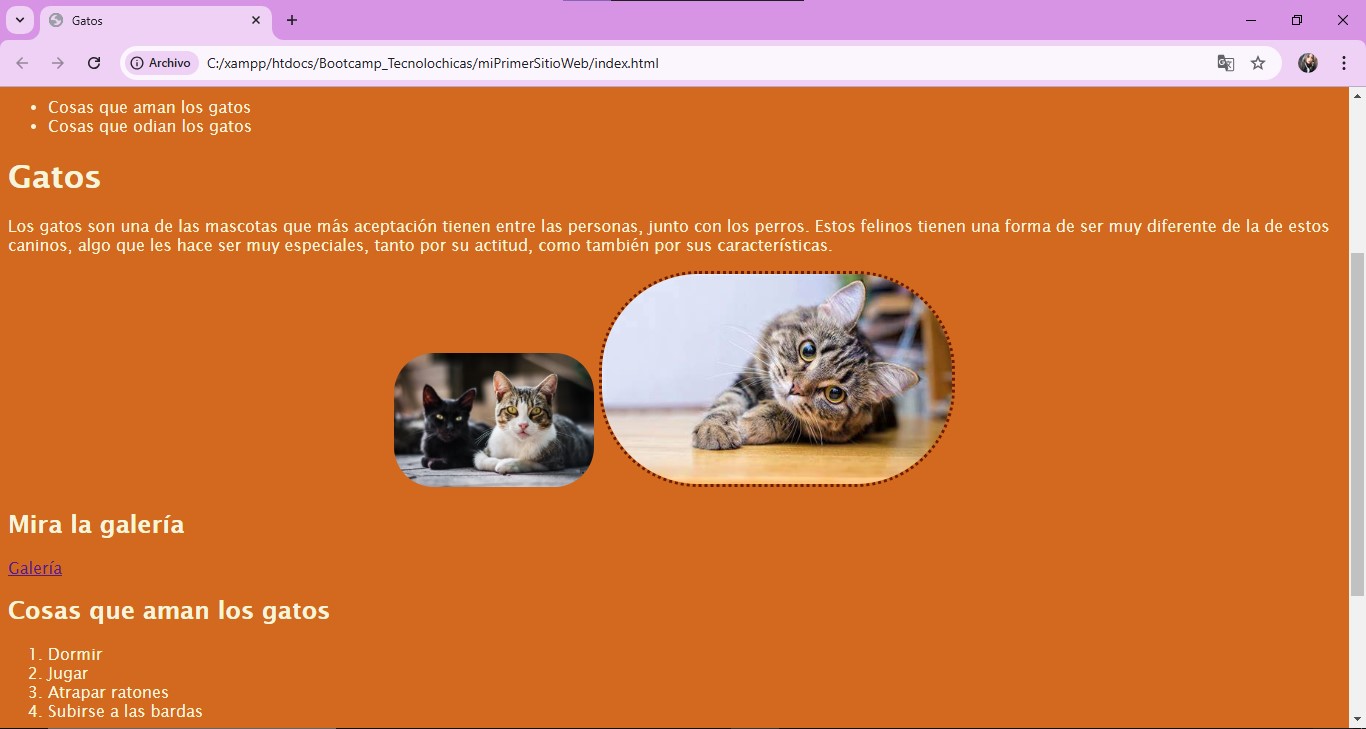 Gatos
Archivo
C:/xampp/htdocs/Bootcamp_Tecnolochicas/miPrimerSitioWeb/index.html
Cosas que aman los gatos
Cosas que odian los gatos
Gatos
Los gatos son una de las mascotas que más aceptación tienen entre las personas, junto con los perros. Estos felinos tienen una forma de ser muy diferente de la de estos
caninos, algo que les hace ser muy especiales, tanto por su actitud, como también por sus características.
Mira la galería
Galería
Cosas que aman los gatos
1. Dormir
2. Jugar
3. Atrapar ratones
4. Subirse a las bardas